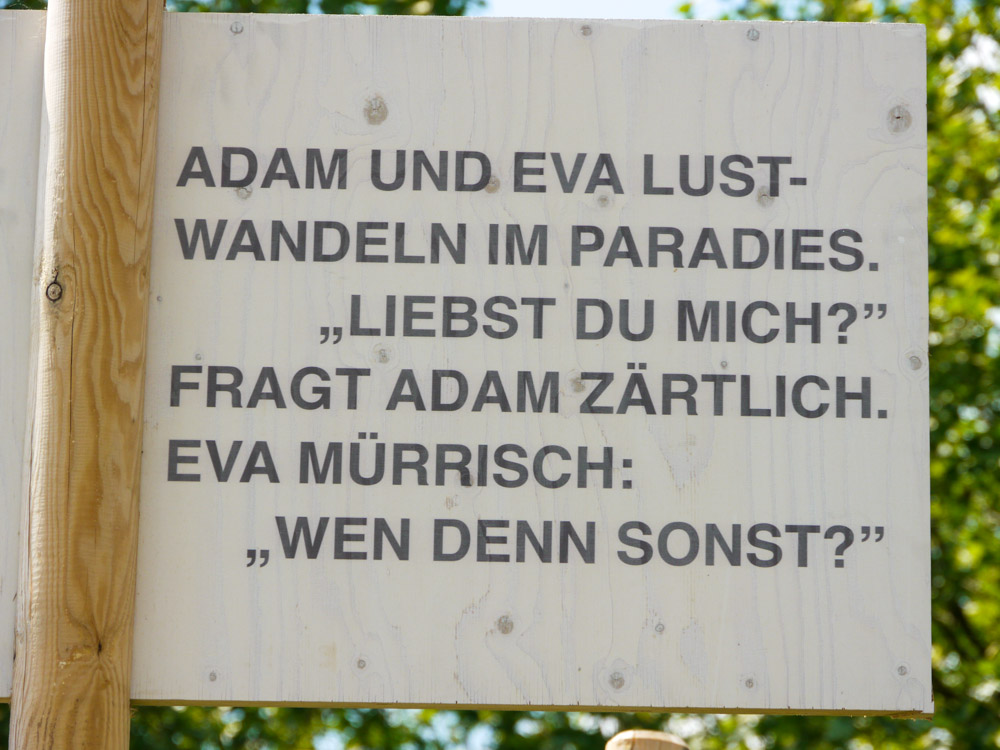 ADAM UND EVA LUST-
WANDELN IM PARADIES.
„LIEBST DU MICH?”
FRAGT ADAM ZÄRTLICH.
EVA MÜRRISCH:
„WEN DENN SONST?”